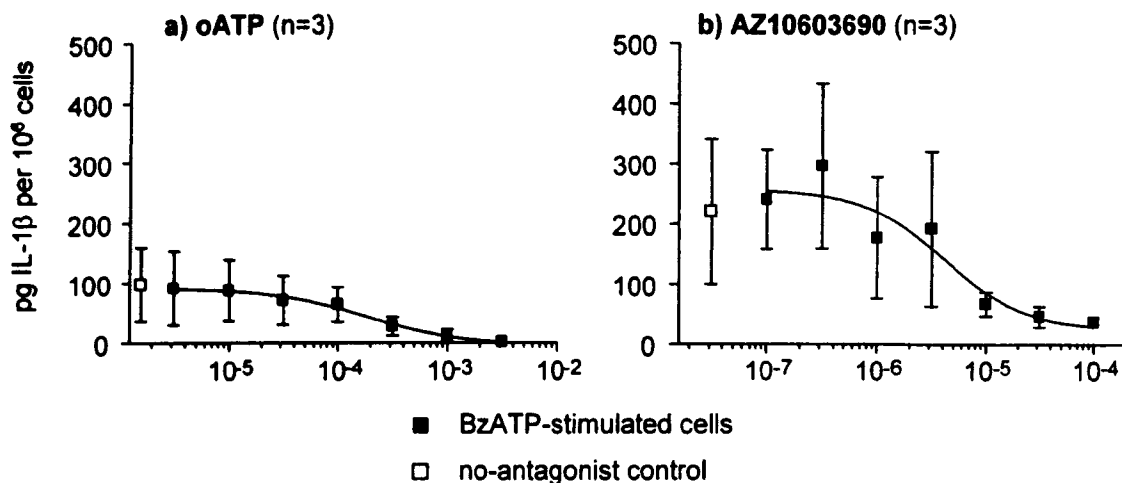 a) oATP (n=3)
b) AZ10603690 (n=3)
pg IL-1β per 10⁶ cells
500
400
300
200
100
0
10⁻⁵ 10⁻⁴ 10⁻³ 10⁻²
500
400
300
200
100
0
10⁻⁷ 10⁻⁶ 10⁻⁵ 10⁻⁴
BzATP-stimulated cells
no-antagonist control